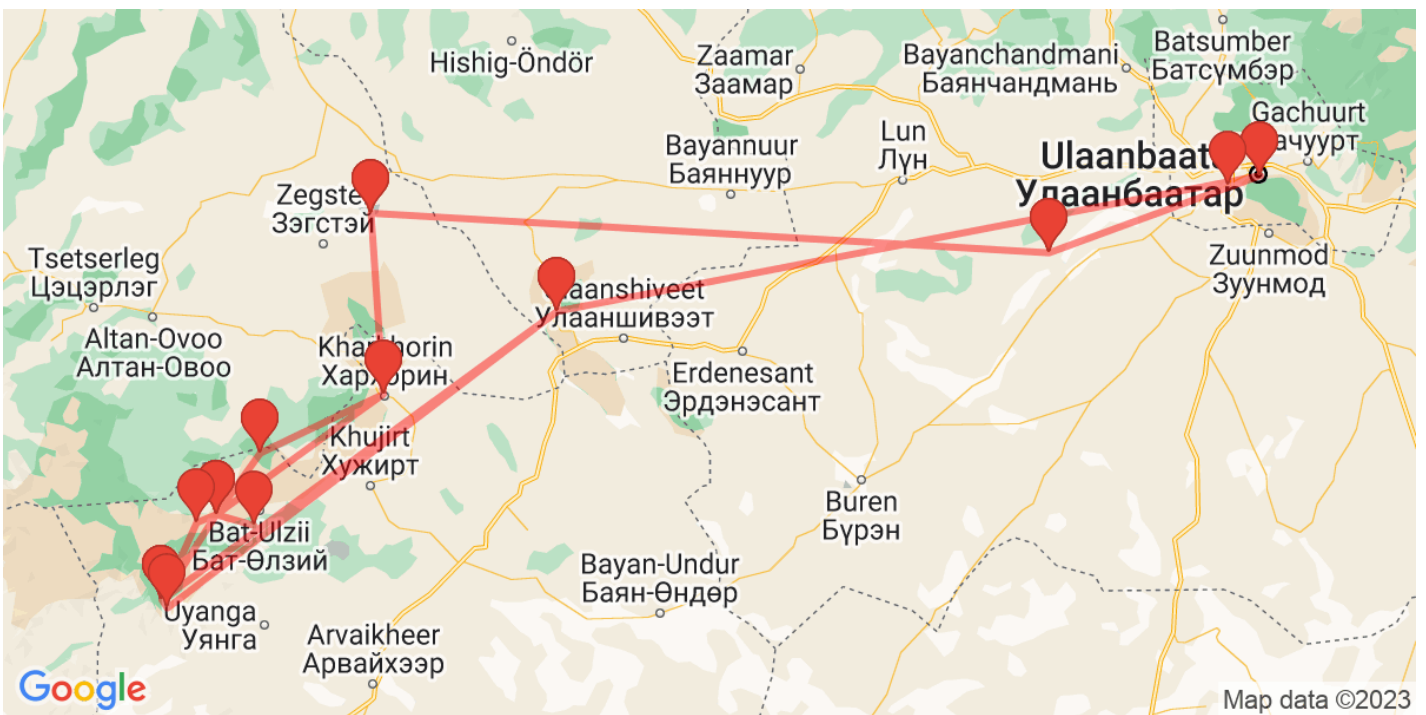 Hishig-Öndör
Zaamar
Заамар
Bayanchandmani
Баянчандмань
Batsumber
Батсүмбэр
Gachuurt
Bayannuur
Баяннуур
Lun
Лүн
Улаанбаатар
Зэгстэй
Zuunmod
Зуунмод
Tsetserleg
Цэцэрлэг
Altan-Ovoo
Алтан-Овоо
Улааншивээт
Erdenesant
Эрдэнэсант
Khujirt
Хужирт
Buren
Бүрэн
Bat-Ulzii
Бат-Өлзий
Bayan-Undur
Баян-Өндөр
Uyanga
Уянга
Arvaikheer
Арвайхээр
Google
Map data ©2023